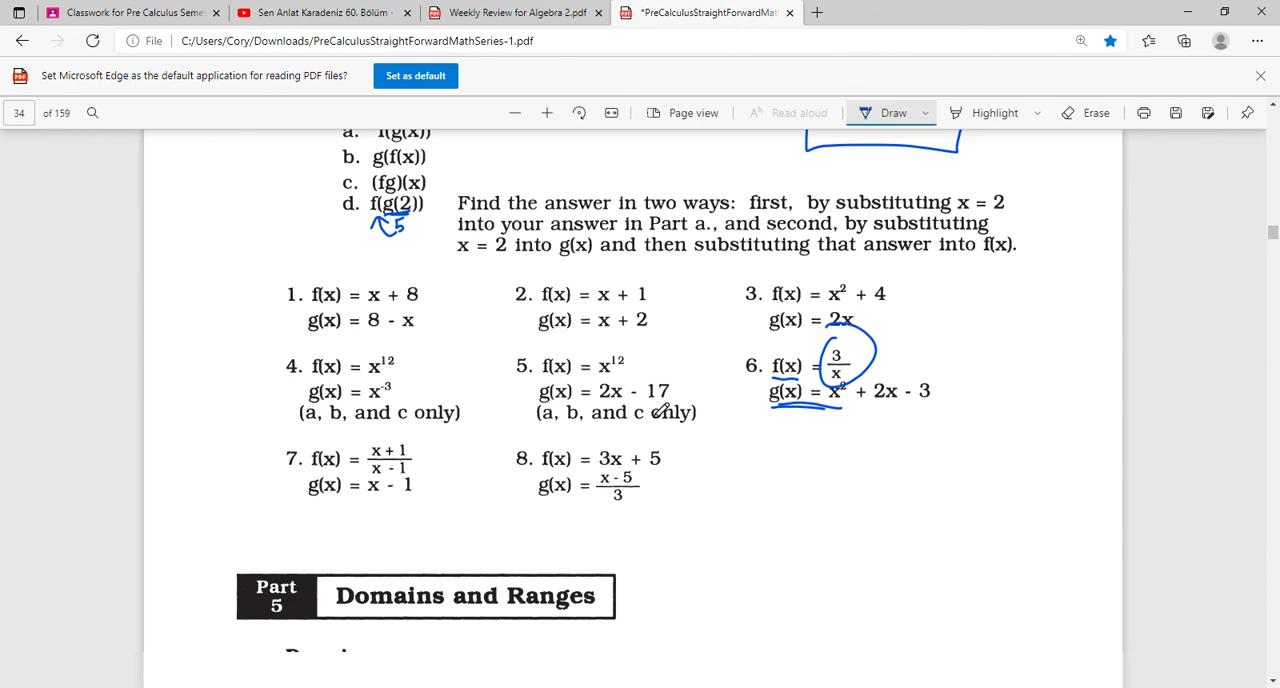 Classwork for Pre Calculus Semes
Sen Anlat Karadeniz 60. Bölüm -
Weekly Review for Algebra 2.pdf
*PreCalculusStraightForwardMat
File C:/Users/Cory/Downloads/PreCalculusStraightForwardMathSeries-1.pdf
Set Microsoft Edge as the default application for reading PDF files? Set as default
34 of 159 Page view Read aloud Draw Highlight Erase
a. f(g(x))
b. g(f(x))
c. (fg)(x)
d. f(g(2)) Find the answer in two ways: first, by substituting x = 2
5 into your answer in Part a., and second, by substituting
x = 2 into g(x) and then substituting that answer into f(x).
1. f(x) = x + 8
g(x) = 8 - x
2. f(x) = x + 1
g(x) = x + 2
3. f(x) = x² + 4
g(x) = 2x
4. f(x) = x¹²
g(x) = x⁻³
(a, b, and c only)
5. f(x) = x¹²
g(x) = 2x - 17
(a, b, and c only)
6. f(x) = 3/x
g(x) = x² + 2x - 3
7. f(x) = x + 1 / x - 1
g(x) = x - 1
8. f(x) = 3x + 5
g(x) = x - 5 / 3
Part 5 Domains and Ranges